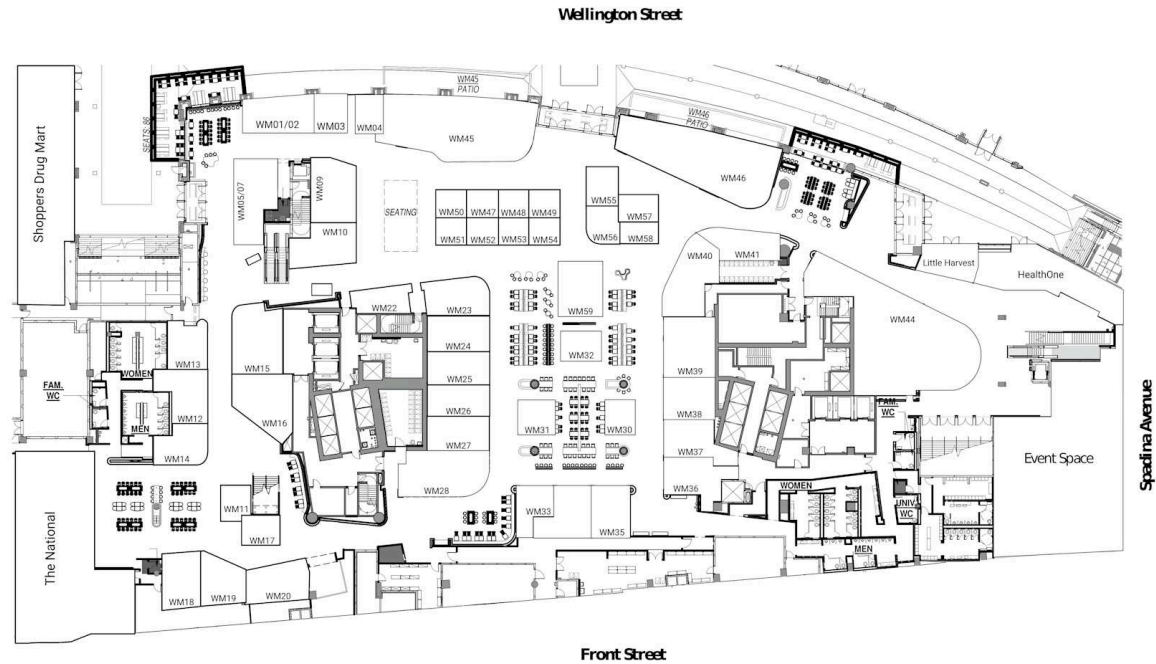 Wellington Street
WM45
PATIO
SEATS: 86
WM01/02
WM03
WM04
WM45
WM46
PATIO
Shoppers Drug Mart
WM05/07
WM09
WM10
SEATING
WM50
WM47
WM48
WM49
WM51
WM52
WM53
WM54
WM55
WM57
WM56
WM58
WM46
WM40
WM41
Little Harvest
HealthOne
WM22
WM23
WM59
WM44
WM24
WM32
WM13
WOMEN
WM15
WM25
WM39
FAM.
WC
WM12
MEN
WM14
WM16
WM26
WM31
WM30
WM38
FAM.
WC
WM27
WM37
Event Space
Spadina Avenue
WM28
WM36
WOMEN
UNIV.
WC
MEN
WM11
WM17
WM33
WM35
The National
WM18
WM19
WM20
Front Street